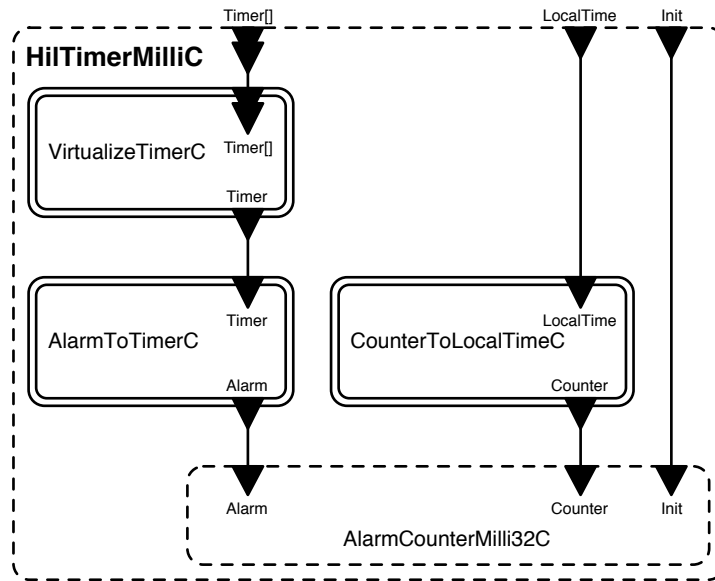 Timer[] LocalTime Init
HilTimerMilliC
VirtualizeTimerC Timer[]
Timer
Timer LocalTime
AlarmToTimerC CounterToLocalTimeC
Alarm Counter
Alarm Counter Init
AlarmCounterMilli32C